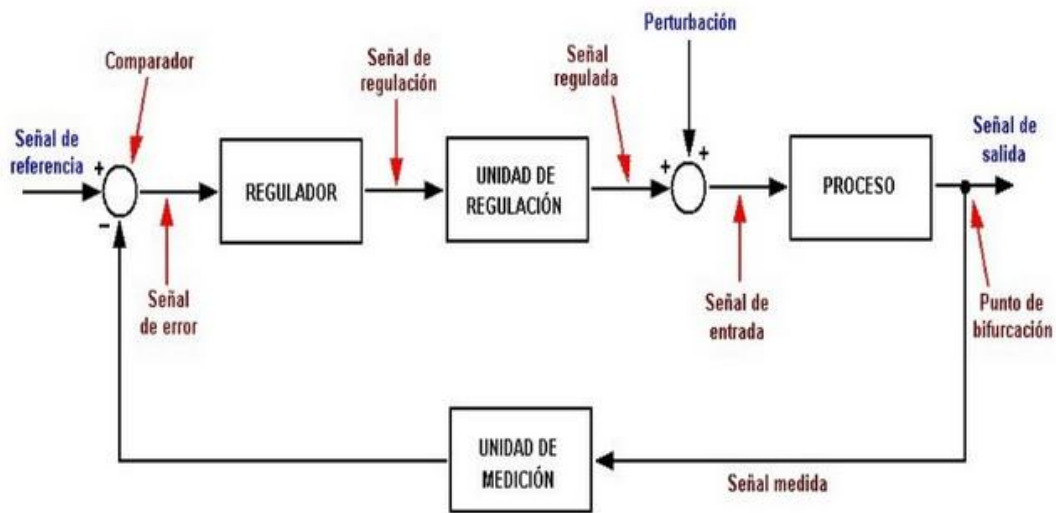 Perturbación
Comparador
Señal de
regulación
Señal
regulada
Señal de
referencia
+
−
REGULADOR
UNIDAD DE
REGULACIÓN
+
+
PROCESO
Señal de
salida
Señal
de error
Señal de
entrada
Punto de
bifurcación
UNIDAD DE
MEDICIÓN
Señal medida